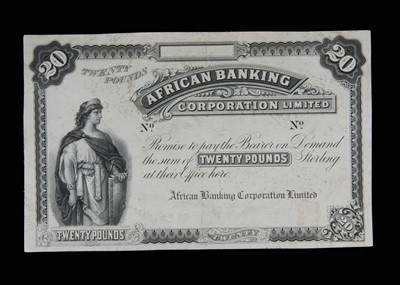 20
20
TWENTY
POUNDS
AFRICAN BANKING
CORPORATION LIMITED
No
No
Promise to pay the Bearer on Demand
the sum of TWENTY POUNDS Sterling
at their Office here.
African Banking Corporation Limited
TWENTY POUNDS
TWENTY
20